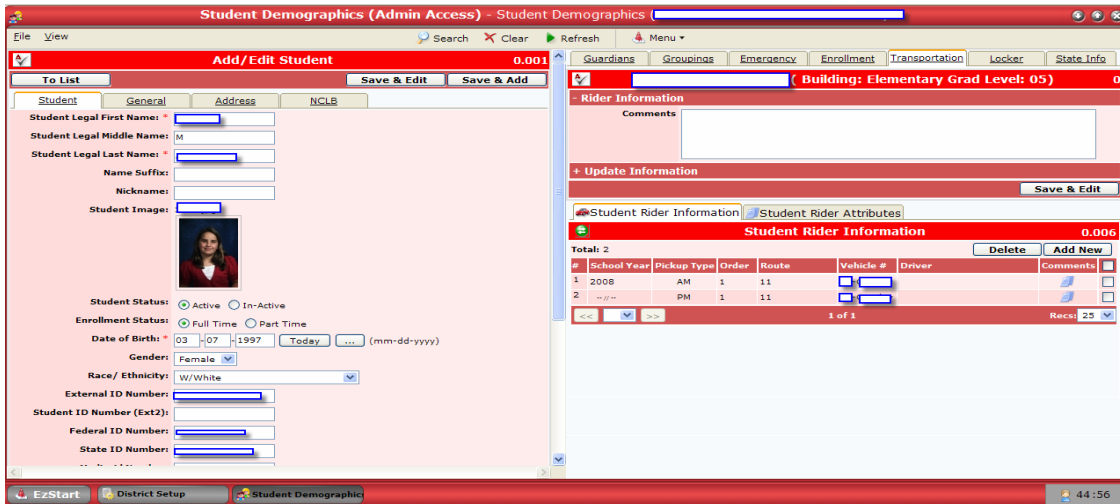 Student Demographics (Admin Access) - Student Demographics (
File View
Search Clear Refresh Menu
Add/Edit Student 0.001
To List Save & Edit Save & Add
Student General Address NCLB
Student Legal First Name: *
Student Legal Middle Name: M
Student Legal Last Name: *
Name Suffix:
Nickname:
Student Image:
Student Status: Active In-Active
Enrollment Status: Full Time Part Time
Date of Birth: * 03 -07 -1997 Today ... (mm-dd-yyyy)
Gender: Female
Race/ Ethnicity: W/White
External ID Number:
Student ID Number (Ext2):
Federal ID Number:
State ID Number:
Guardians Groupings Emergency Enrollment Transportation Locker State Info
( Building: Elementary Grad Level: 05) 0
- Rider Information
Comments
+ Update Information
Save & Edit
Student Rider Information Student Rider Attributes
Student Rider Information 0.006
Total: 2 Delete Add New
# School Year Pickup Type Order Route Vehicle # Driver Comments
1 2008 AM 1 11
2 --//-- PM 1 11
<< >> 1 of 1 Recs: 25
EzStart District Setup Student Demographic 44:56